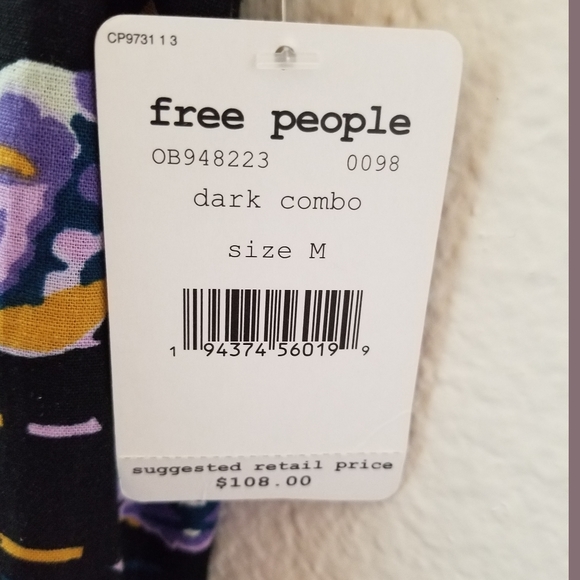 CP9731 1 3
free people
OB948223 0098
dark combo
size M
1 94374 56019 9
suggested retail price
$108.00